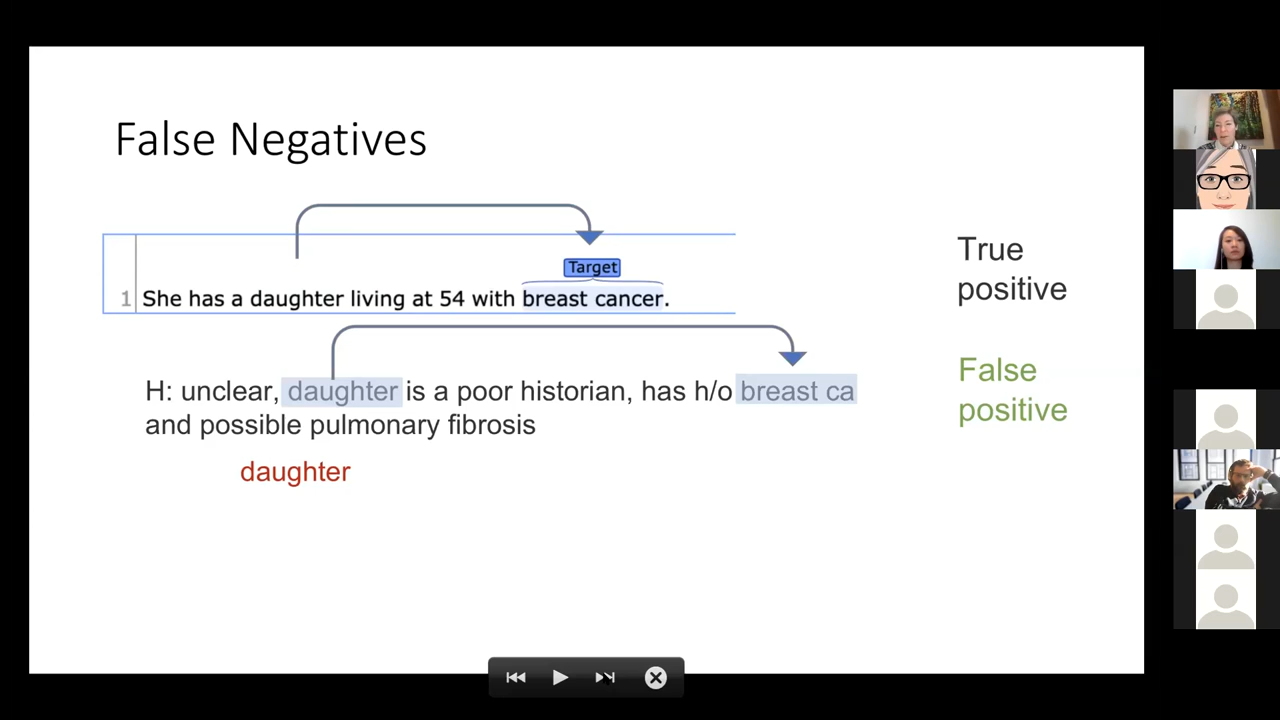 False Negatives
Target
1 She has a daughter living at 54 with breast cancer.
True
positive
H: unclear, daughter is a poor historian, has h/o breast ca
and possible pulmonary fibrosis
False
positive
daughter